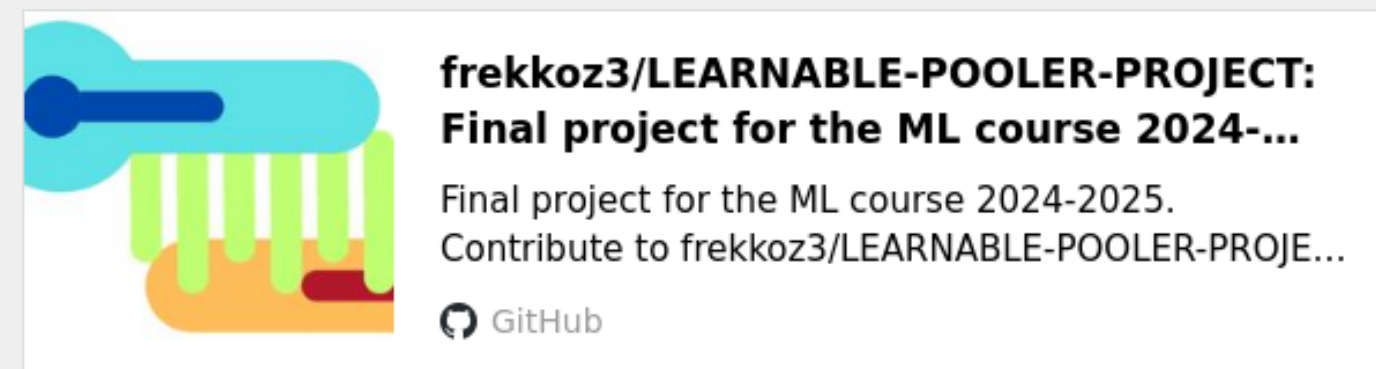 frekkoz3/LEARNABLE-POOLER-PROJECT:
Final project for the ML course 2024-...
Final project for the ML course 2024-2025.
Contribute to frekkoz3/LEARNABLE-POOLER-PROJE...
GitHub